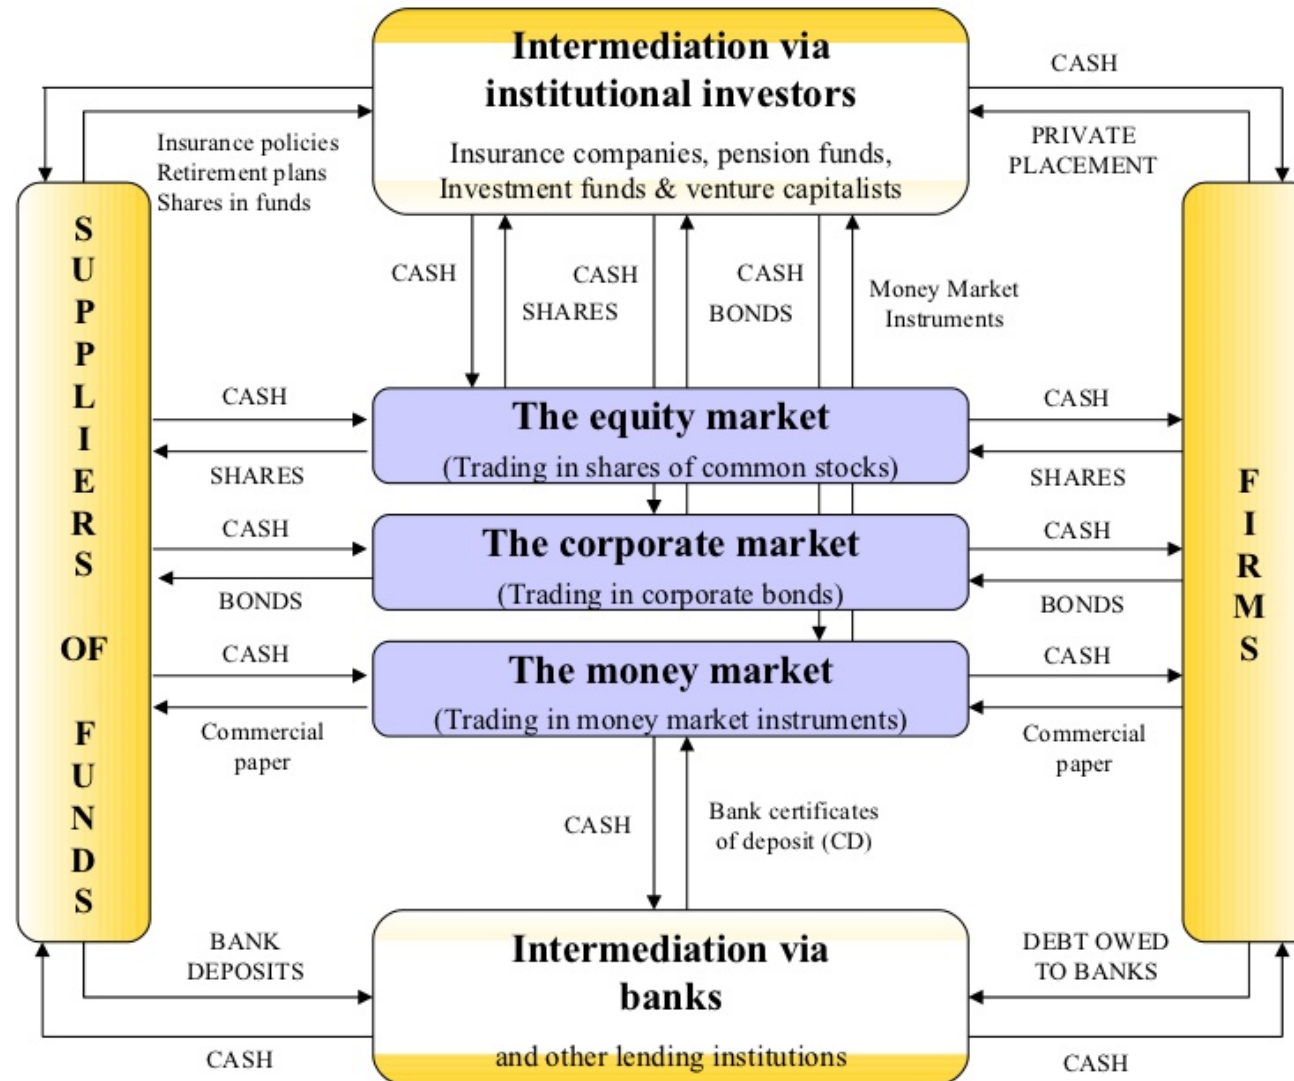 Intermediation via
institutional investors
Insurance companies, pension funds,
Investment funds & venture capitalists
CASH
PRIVATE
PLACEMENT
Insurance policies
Retirement plans
Shares in funds
SUPPLIERS OF FUNDS
FIRMS
CASH
SHARES
CASH
BONDS
CASH
Money Market
Instruments
CASH
The equity market
(Trading in shares of common stocks)
CASH
SHARES
SHARES
CASH
The corporate market
(Trading in corporate bonds)
CASH
BONDS
BONDS
CASH
The money market
(Trading in money market instruments)
CASH
Commercial
paper
Commercial
paper
CASH
Bank certificates
of deposit (CD)
BANK
DEPOSITS
Intermediation via
banks
and other lending institutions
DEBT OWED
TO BANKS
CASH
CASH